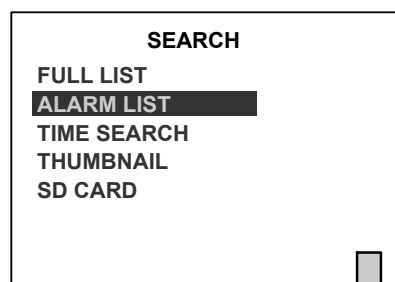 SEARCH
FULL LIST
ALARM LIST
TIME SEARCH
THUMBNAIL
SD CARD